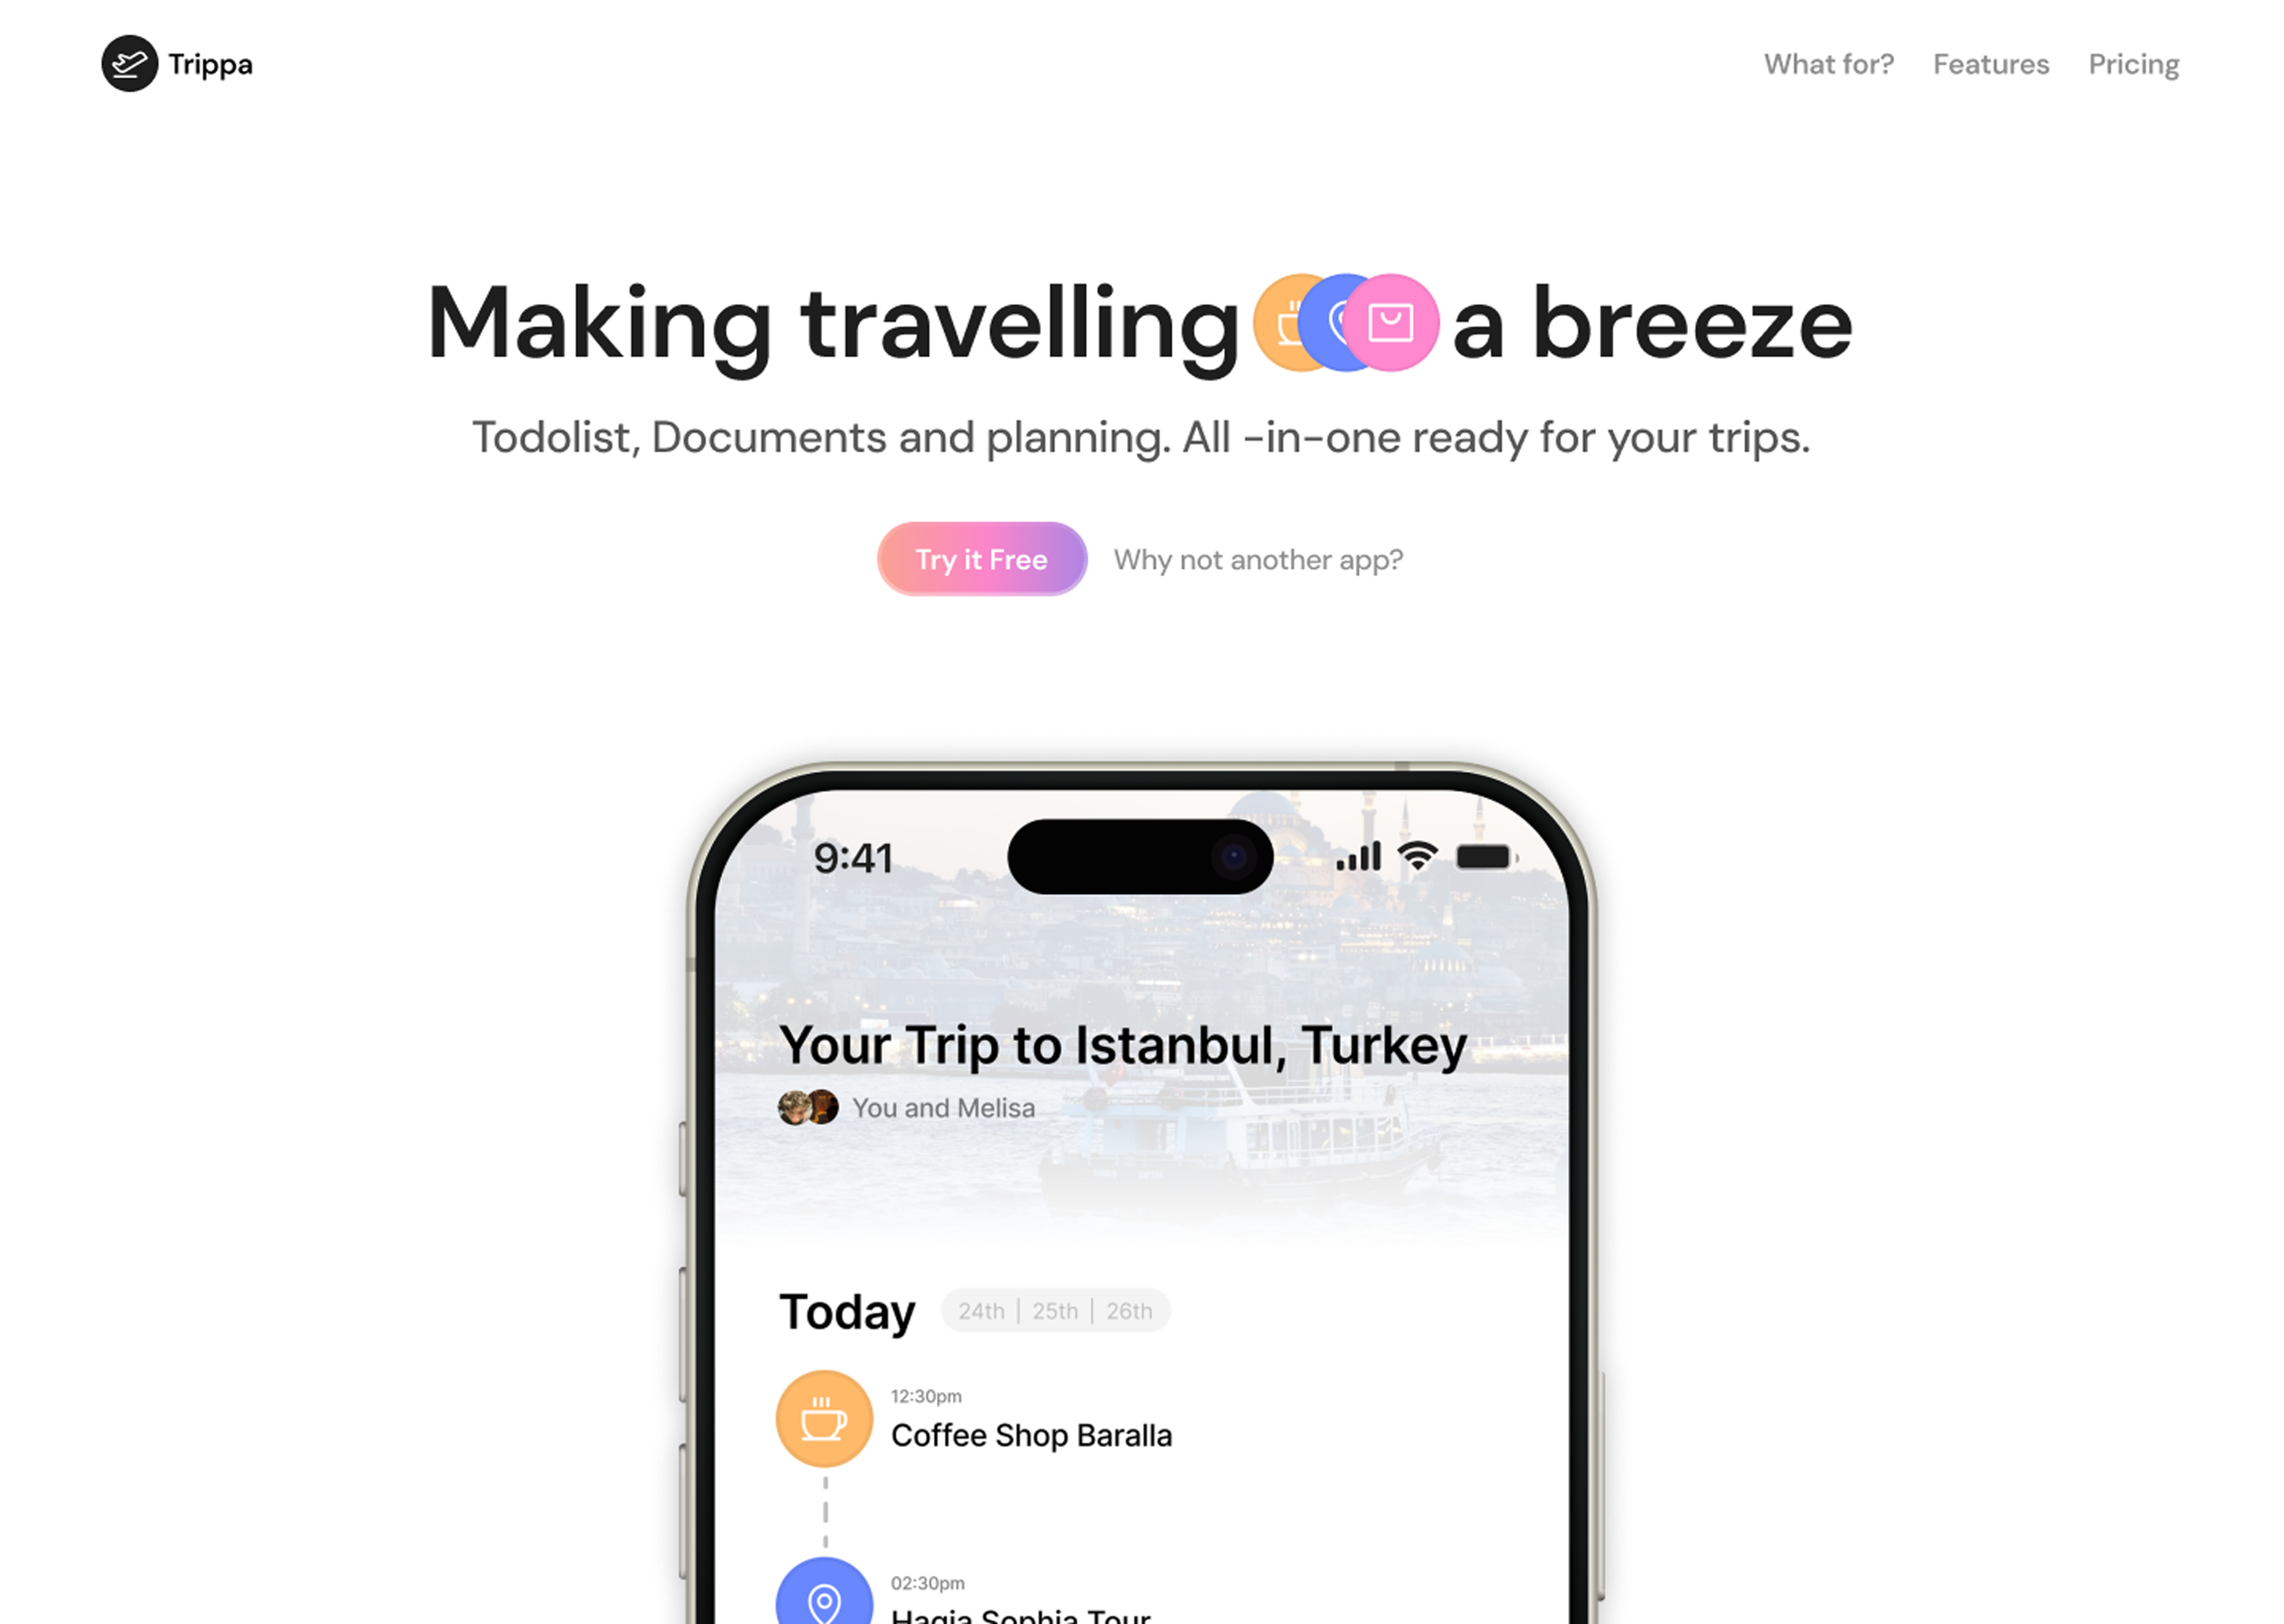 Trippa
What for? Features Pricing
Making travelling a breeze
Todolist, Documents and planning. All -in-one ready for your trips.
Try it Free Why not another app?
9:41
Your Trip to Istanbul, Turkey
You and Melisa
Today 24th | 25th | 26th
12:30pm
Coffee Shop Baralla
02:30pm
Hagia Sophia Tour